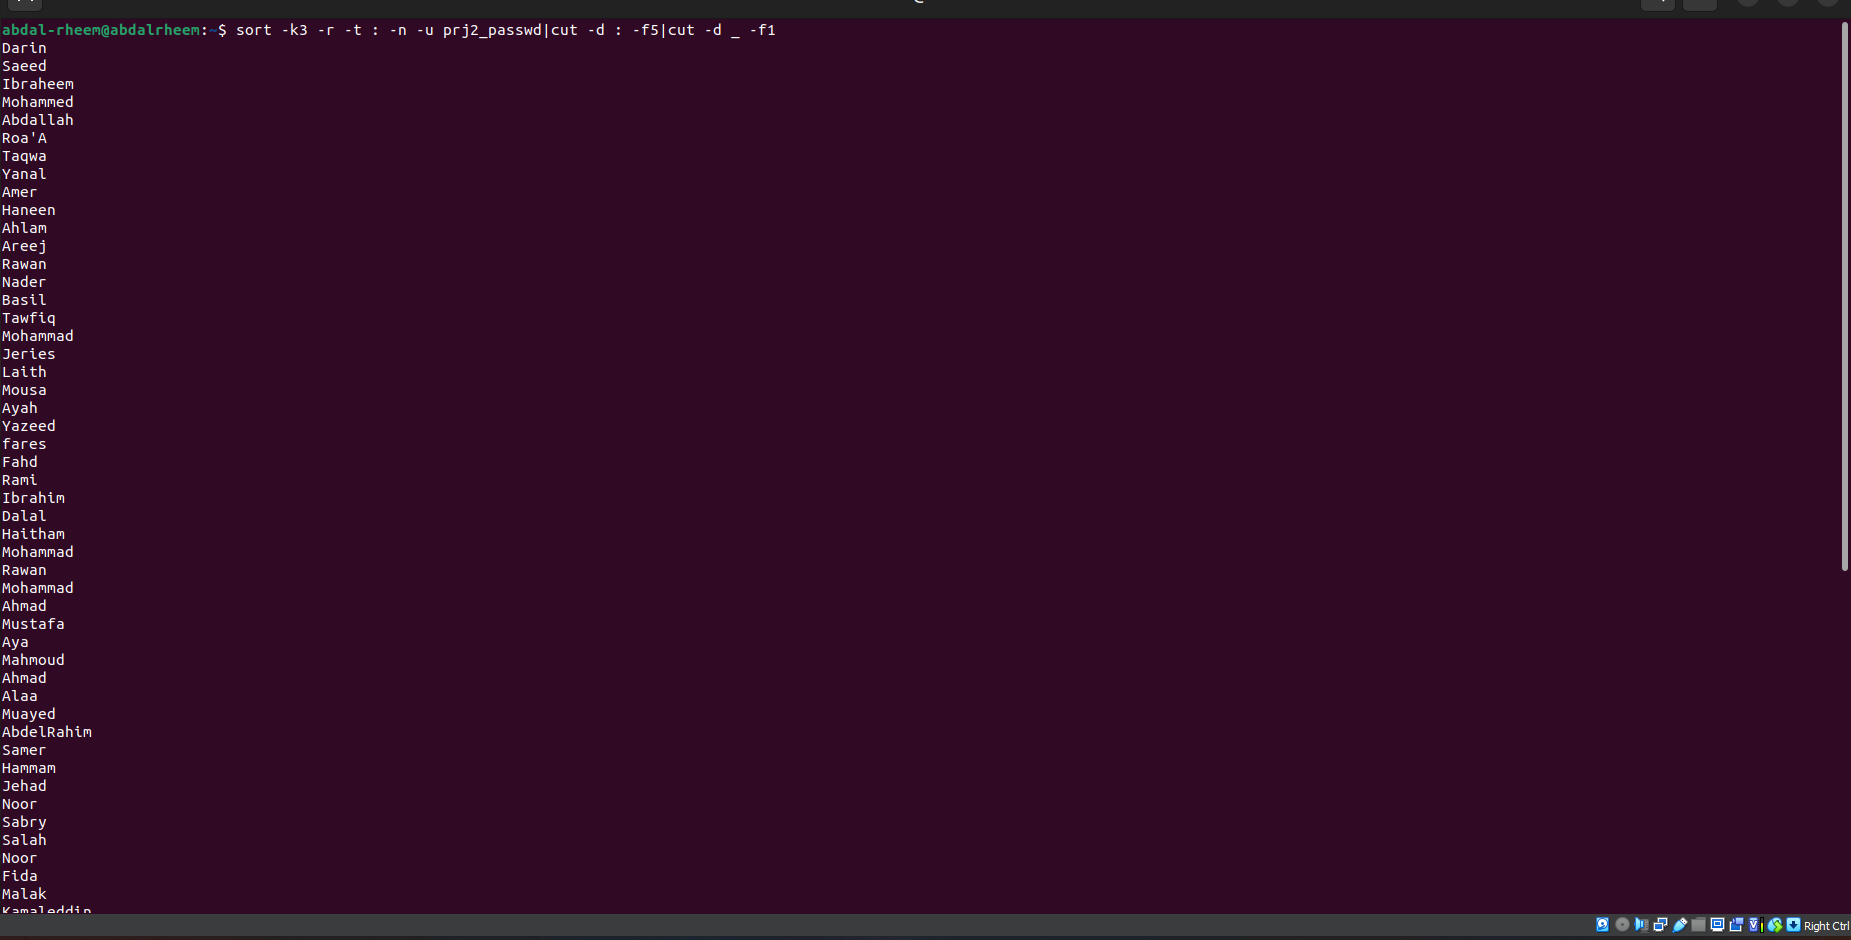 abdal-rheem@abdalrheem:~$ sort -k3 -r -t : -n -u prj2_passwd|cut -d : -f5|cut -d _ -f1
Darin
Saeed
Ibraheem
Mohammed
Abdallah
Roa'A
Taqwa
Yanal
Amer
Haneen
Ahlam
Areej
Rawan
Nader
Basil
Tawfiq
Mohammad
Jeries
Laith
Mousa
Ayah
Yazeed
fares
Fahd
Rami
Ibrahim
Dalal
Haitham
Mohammad
Rawan
Mohammad
Ahmad
Mustafa
Aya
Mahmoud
Ahmad
Alaa
Muayed
AbdelRahim
Samer
Hammam
Jehad
Noor
Sabry
Salah
Noor
Fida
Malak
Kamaleddin
Right Ctrl